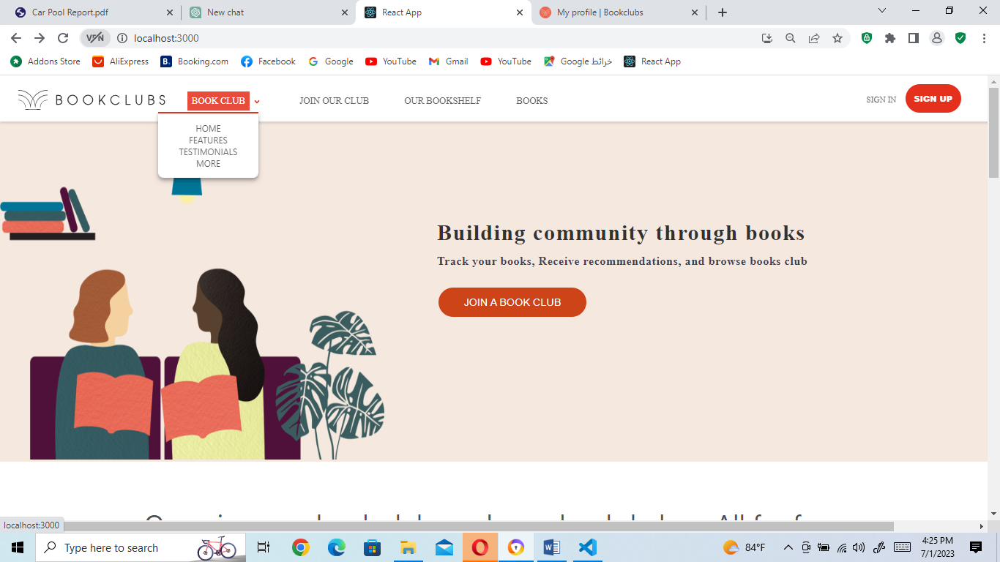 Car Pool Report.pdf
New chat
React App
My profile | Bookclubs
VPN
localhost:3000
Addons Store
AliExpress
B.
Booking.com
Facebook
Google
YouTube
Gmail
YouTube
خرائط Google
React App
BOOKCLUBS
BOOK CLUB
JOIN OUR CLUB
OUR BOOKSHELF
BOOKS
SIGN IN
SIGN UP
HOME
FEATURES
TESTIMONIALS
MORE
Building community through books
Track your books, Receive recommendations, and browse books club
JOIN A BOOK CLUB
localhost:3000
Type here to search
84°F
4:25 PM
7/1/2023